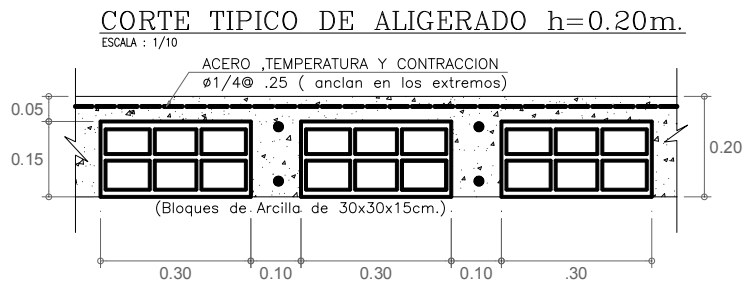 CORTE TIPICO DE ALIGERADO h=0.20m.
ESCALA : 1/10
ACERO ,TEMPERATURA Y CONTRACCION
ø1/4@ .25 ( anclan en los extremos)
0.05
0.15
0.20
(Bloques de Arcilla de 30x30x15cm.)
0.30 0.10 0.30 0.10 .30